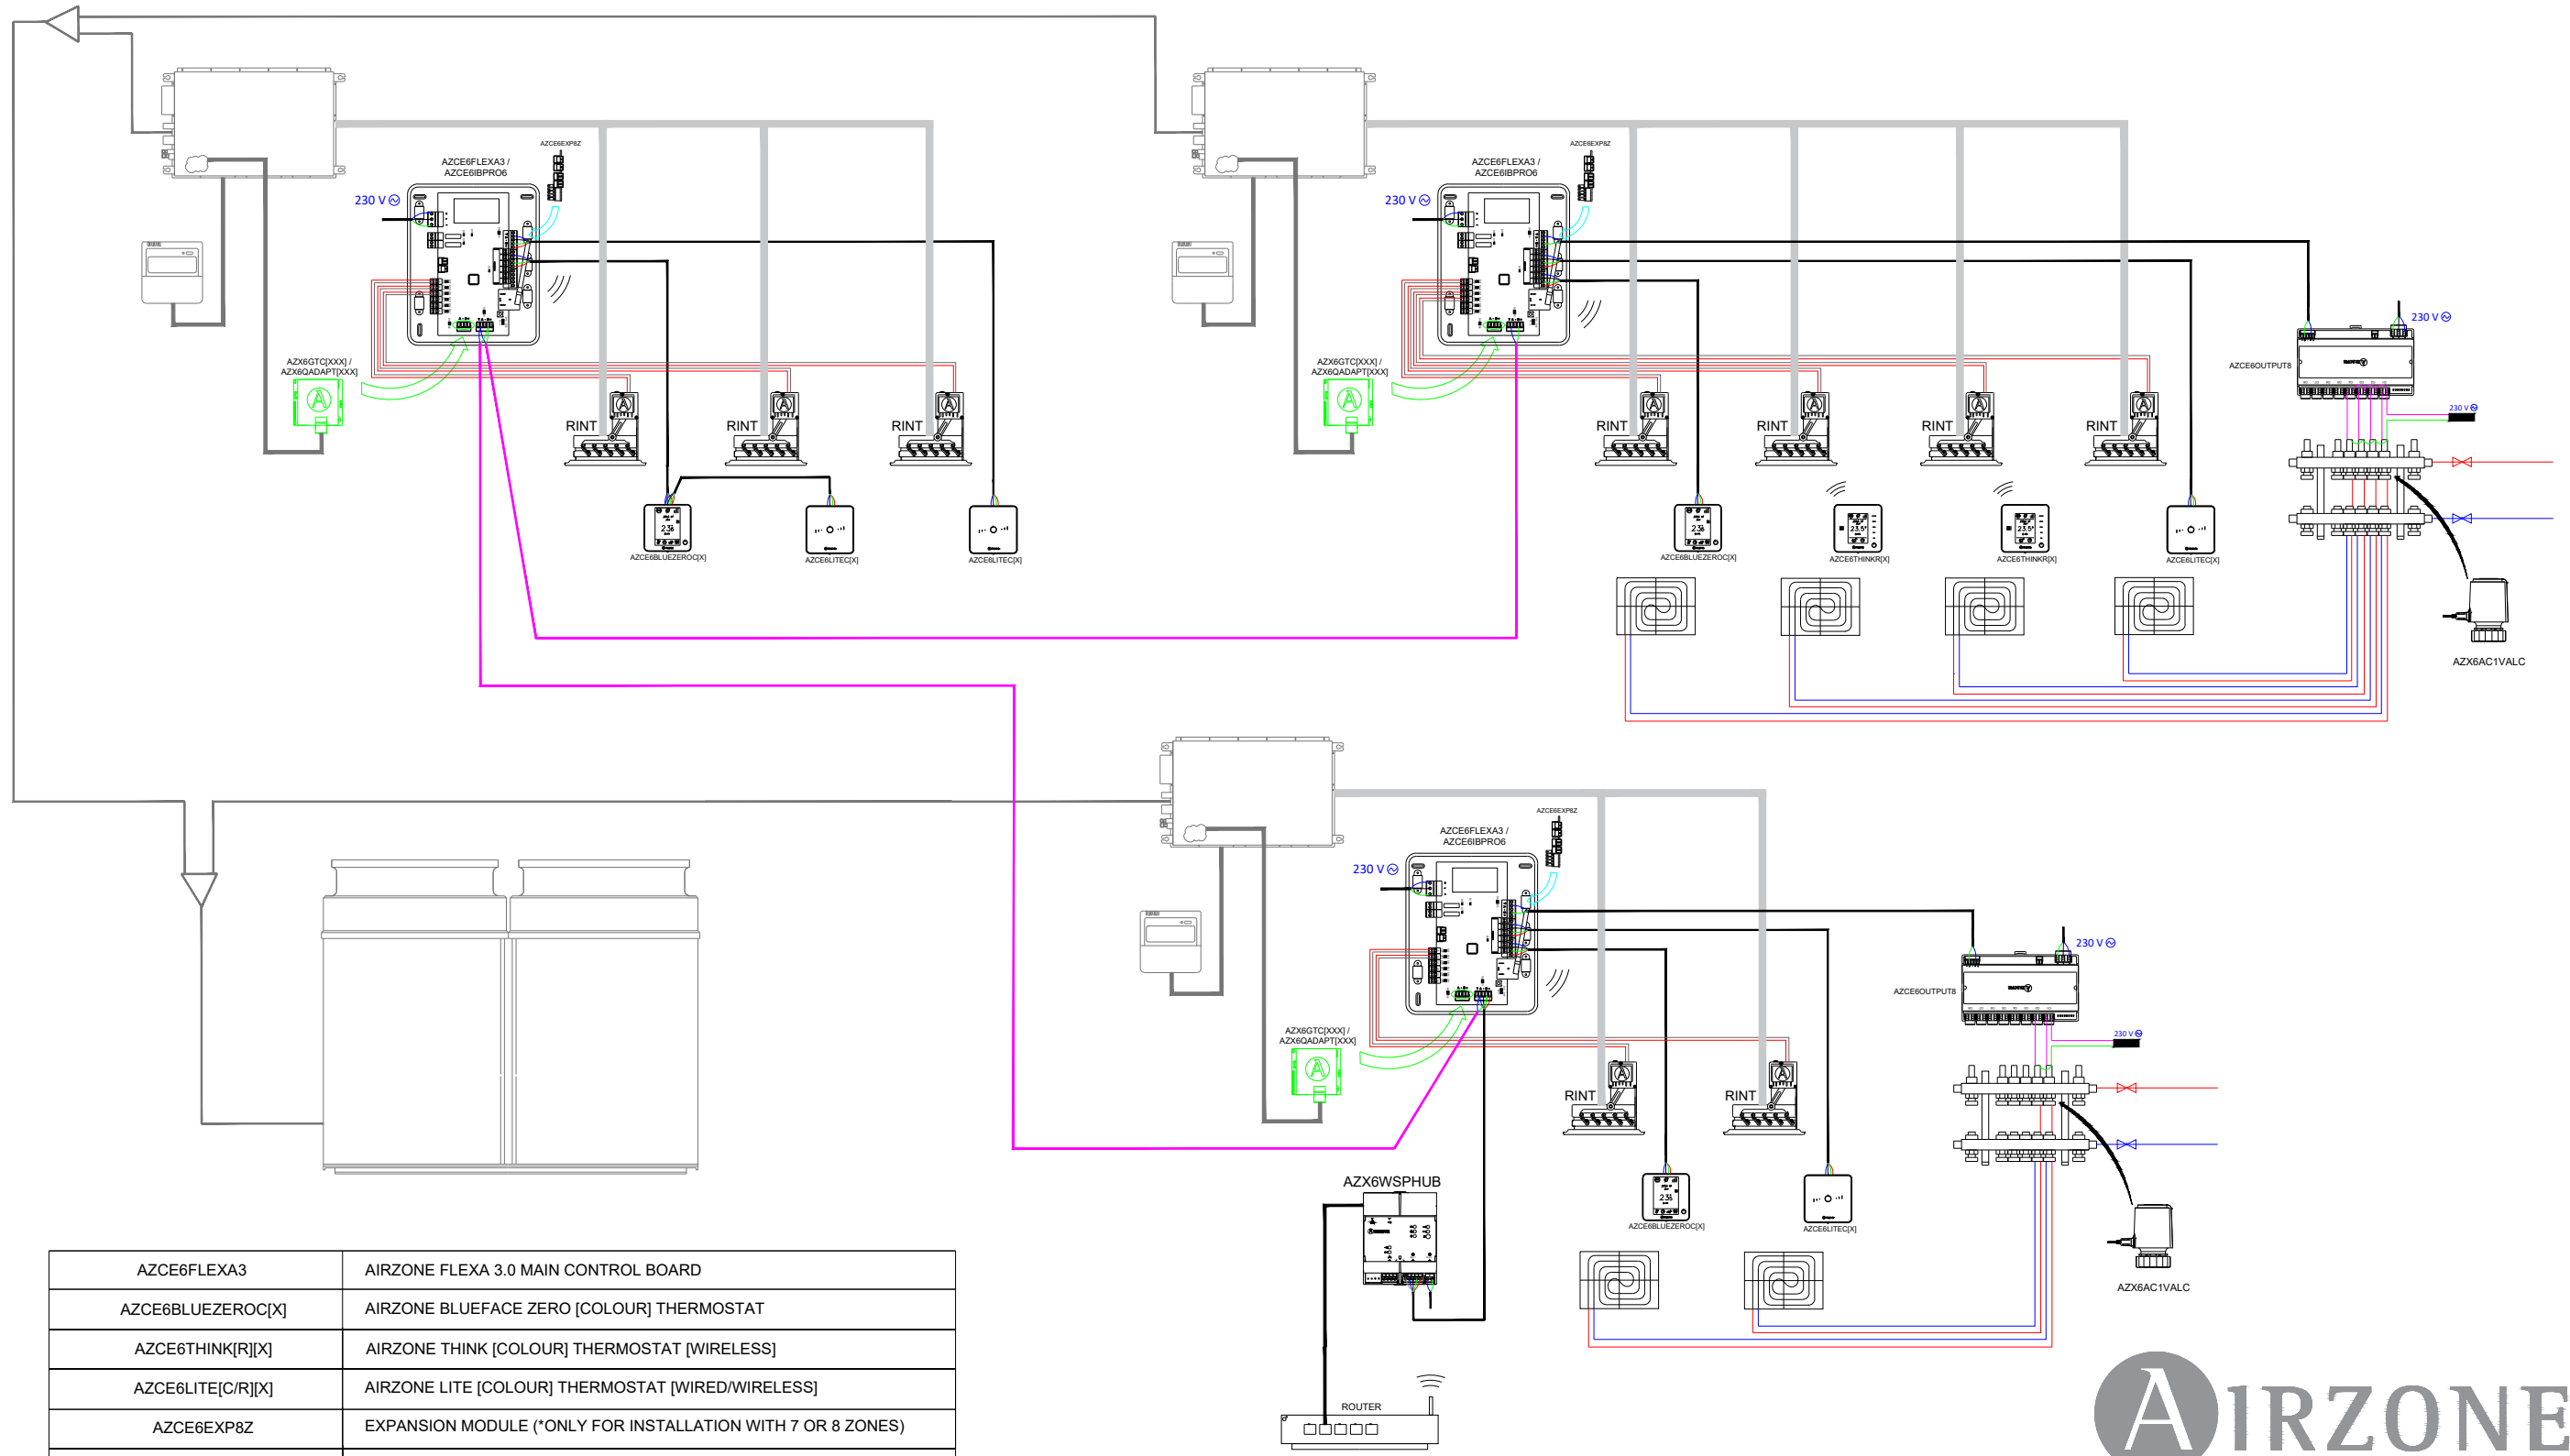 AZCE6EXP8Z
AZCE6FLEXA3 /
AZCE6IBPRO6
230 V
AZX6GTC[XXX] /
AZX6QADAPT[XXX]
RINT
RINT
RINT
AZCE6BLUEZEROC[X]
AZCE6LITEC[X]
AZCE6LITEC[X]
AZCE6EXP8Z
AZCE6FLEXA3 /
AZCE6IBPRO6
230 V
230 V
AZCE6OUTPUT8
230 V
AZX6GTC[XXX] /
AZX6QADAPT[XXX]
RINT
RINT
RINT
RINT
AZCE6BLUEZEROC[X]
AZCE6THINKR[X]
AZCE6THINKR[X]
AZCE6LITEC[X]
AZX6AC1VALC
AZCE6EXP8Z
AZCE6FLEXA3 /
AZCE6IBPRO6
230 V
230 V
AZCE6OUTPUT8
230 V
AZX6GTC[XXX] /
AZX6QADAPT[XXX]
RINT
RINT
AZX6WSPHUB
AZCE6BLUEZEROC[X]
AZCE6LITEC[X]
AZX6AC1VALC
ROUTER
AZCE6FLEXA3 AIRZONE FLEXA 3.0 MAIN CONTROL BOARD
AZCE6BLUEZEROC[X] AIRZONE BLUEFACE ZERO [COLOUR] THERMOSTAT
AZCE6THINK[R][X] AIRZONE THINK [COLOUR] THERMOSTAT [WIRELESS]
AZCE6LITE[C/R][X] AIRZONE LITE [COLOUR] THERMOSTAT [WIRED/WIRELESS]
AZCE6EXP8Z EXPANSION MODULE (*ONLY FOR INSTALLATION WITH 7 OR 8 ZONES)
AIRZONE